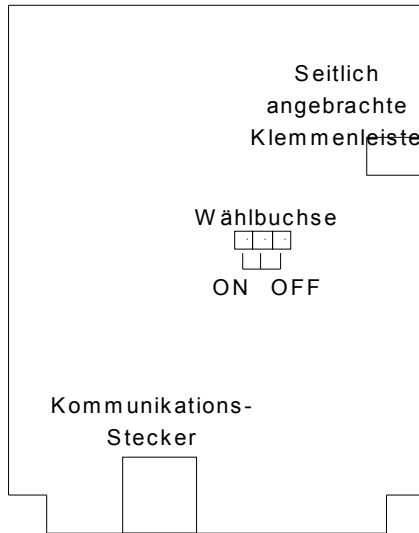 Seitlich
angebrachte
Klemmenleiste
Wählbuchse
ON OFF
Kommunikations-
Stecker